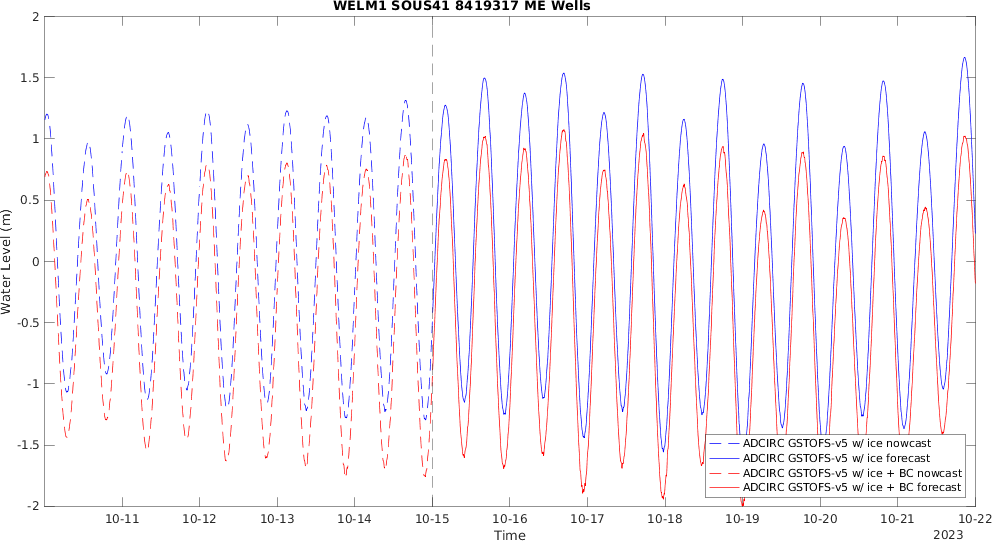 WELM1 SOUS41 8419317 ME Wells
2
1.5
1
0.5
0
-0.5
-1
-1.5
-2
Water Level (m)
ADCIRC GSTOFS-v5 w/ ice nowcast
ADCIRC GSTOFS-v5 w/ ice forecast
ADCIRC GSTOFS-v5 w/ ice + BC nowcast
ADCIRC GSTOFS-v5 w/ ice + BC forecast
10-11 10-12 10-13 10-14 10-15 10-16 10-17 10-18 10-19 10-20 10-21 10-22
Time
2023